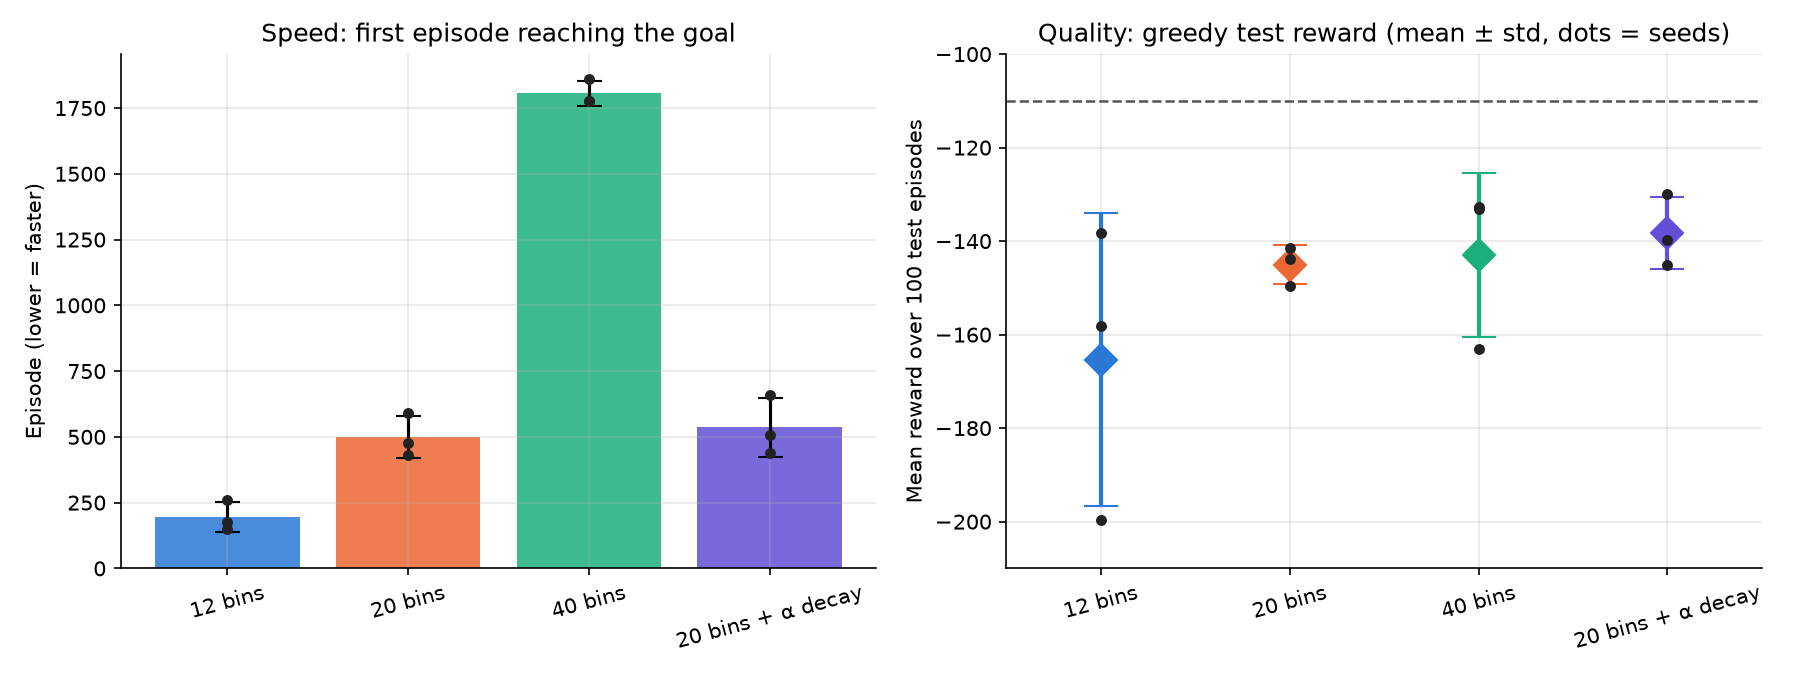 Speed: first episode reaching the goal
Episode (lower = faster)
1750
1500
1250
1000
750
500
250
0
12 bins
20 bins
40 bins
20 bins + α decay
Quality: greedy test reward (mean ± std, dots = seeds)
Mean reward over 100 test episodes
−100
−120
−140
−160
−180
−200
12 bins
20 bins
40 bins
20 bins + α decay